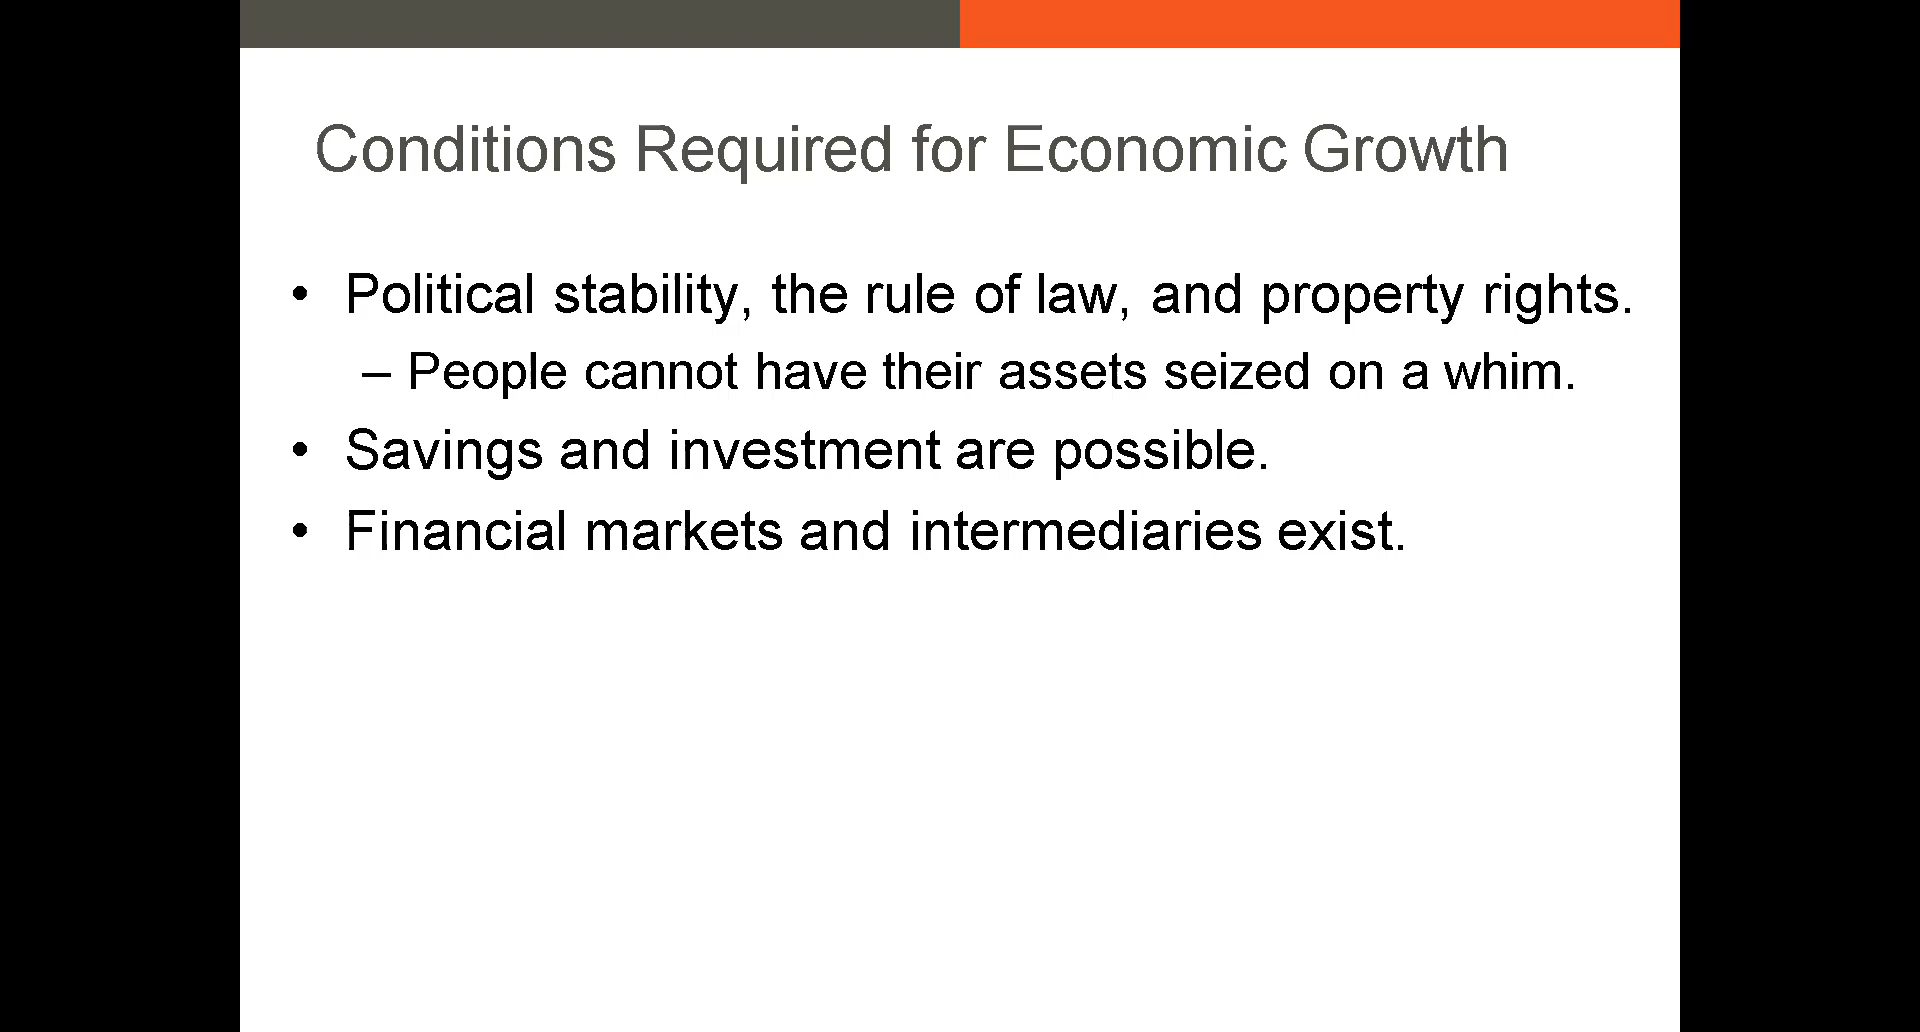 Conditions Required for Economic Growth
• Political stability, the rule of law, and property rights.
– People cannot have their assets seized on a whim.
• Savings and investment are possible.
• Financial markets and intermediaries exist.